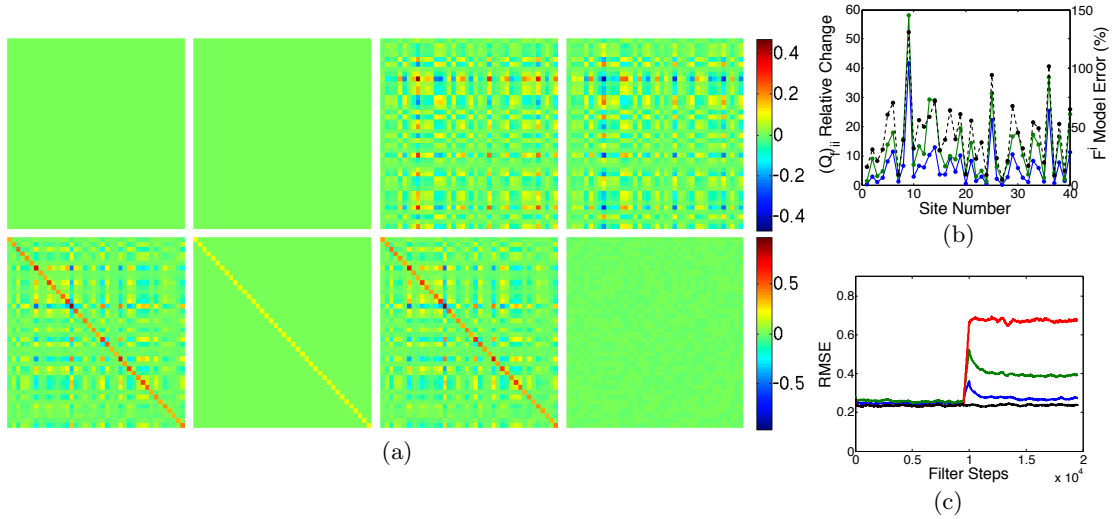 0.4
0.2
0
-0.2
-0.4
0.5
0
-0.5
(a)
60
50
40
30
20
10
0
(Q_f)_ii Relative Change
150
100
50
0
F^i Model Error (%)
0 10 20 30 40
Site Number
(b)
0.8
0.6
0.4
0.2
0
RMSE
0 0.5 1 1.5 2
x 10^4
Filter Steps
(c)